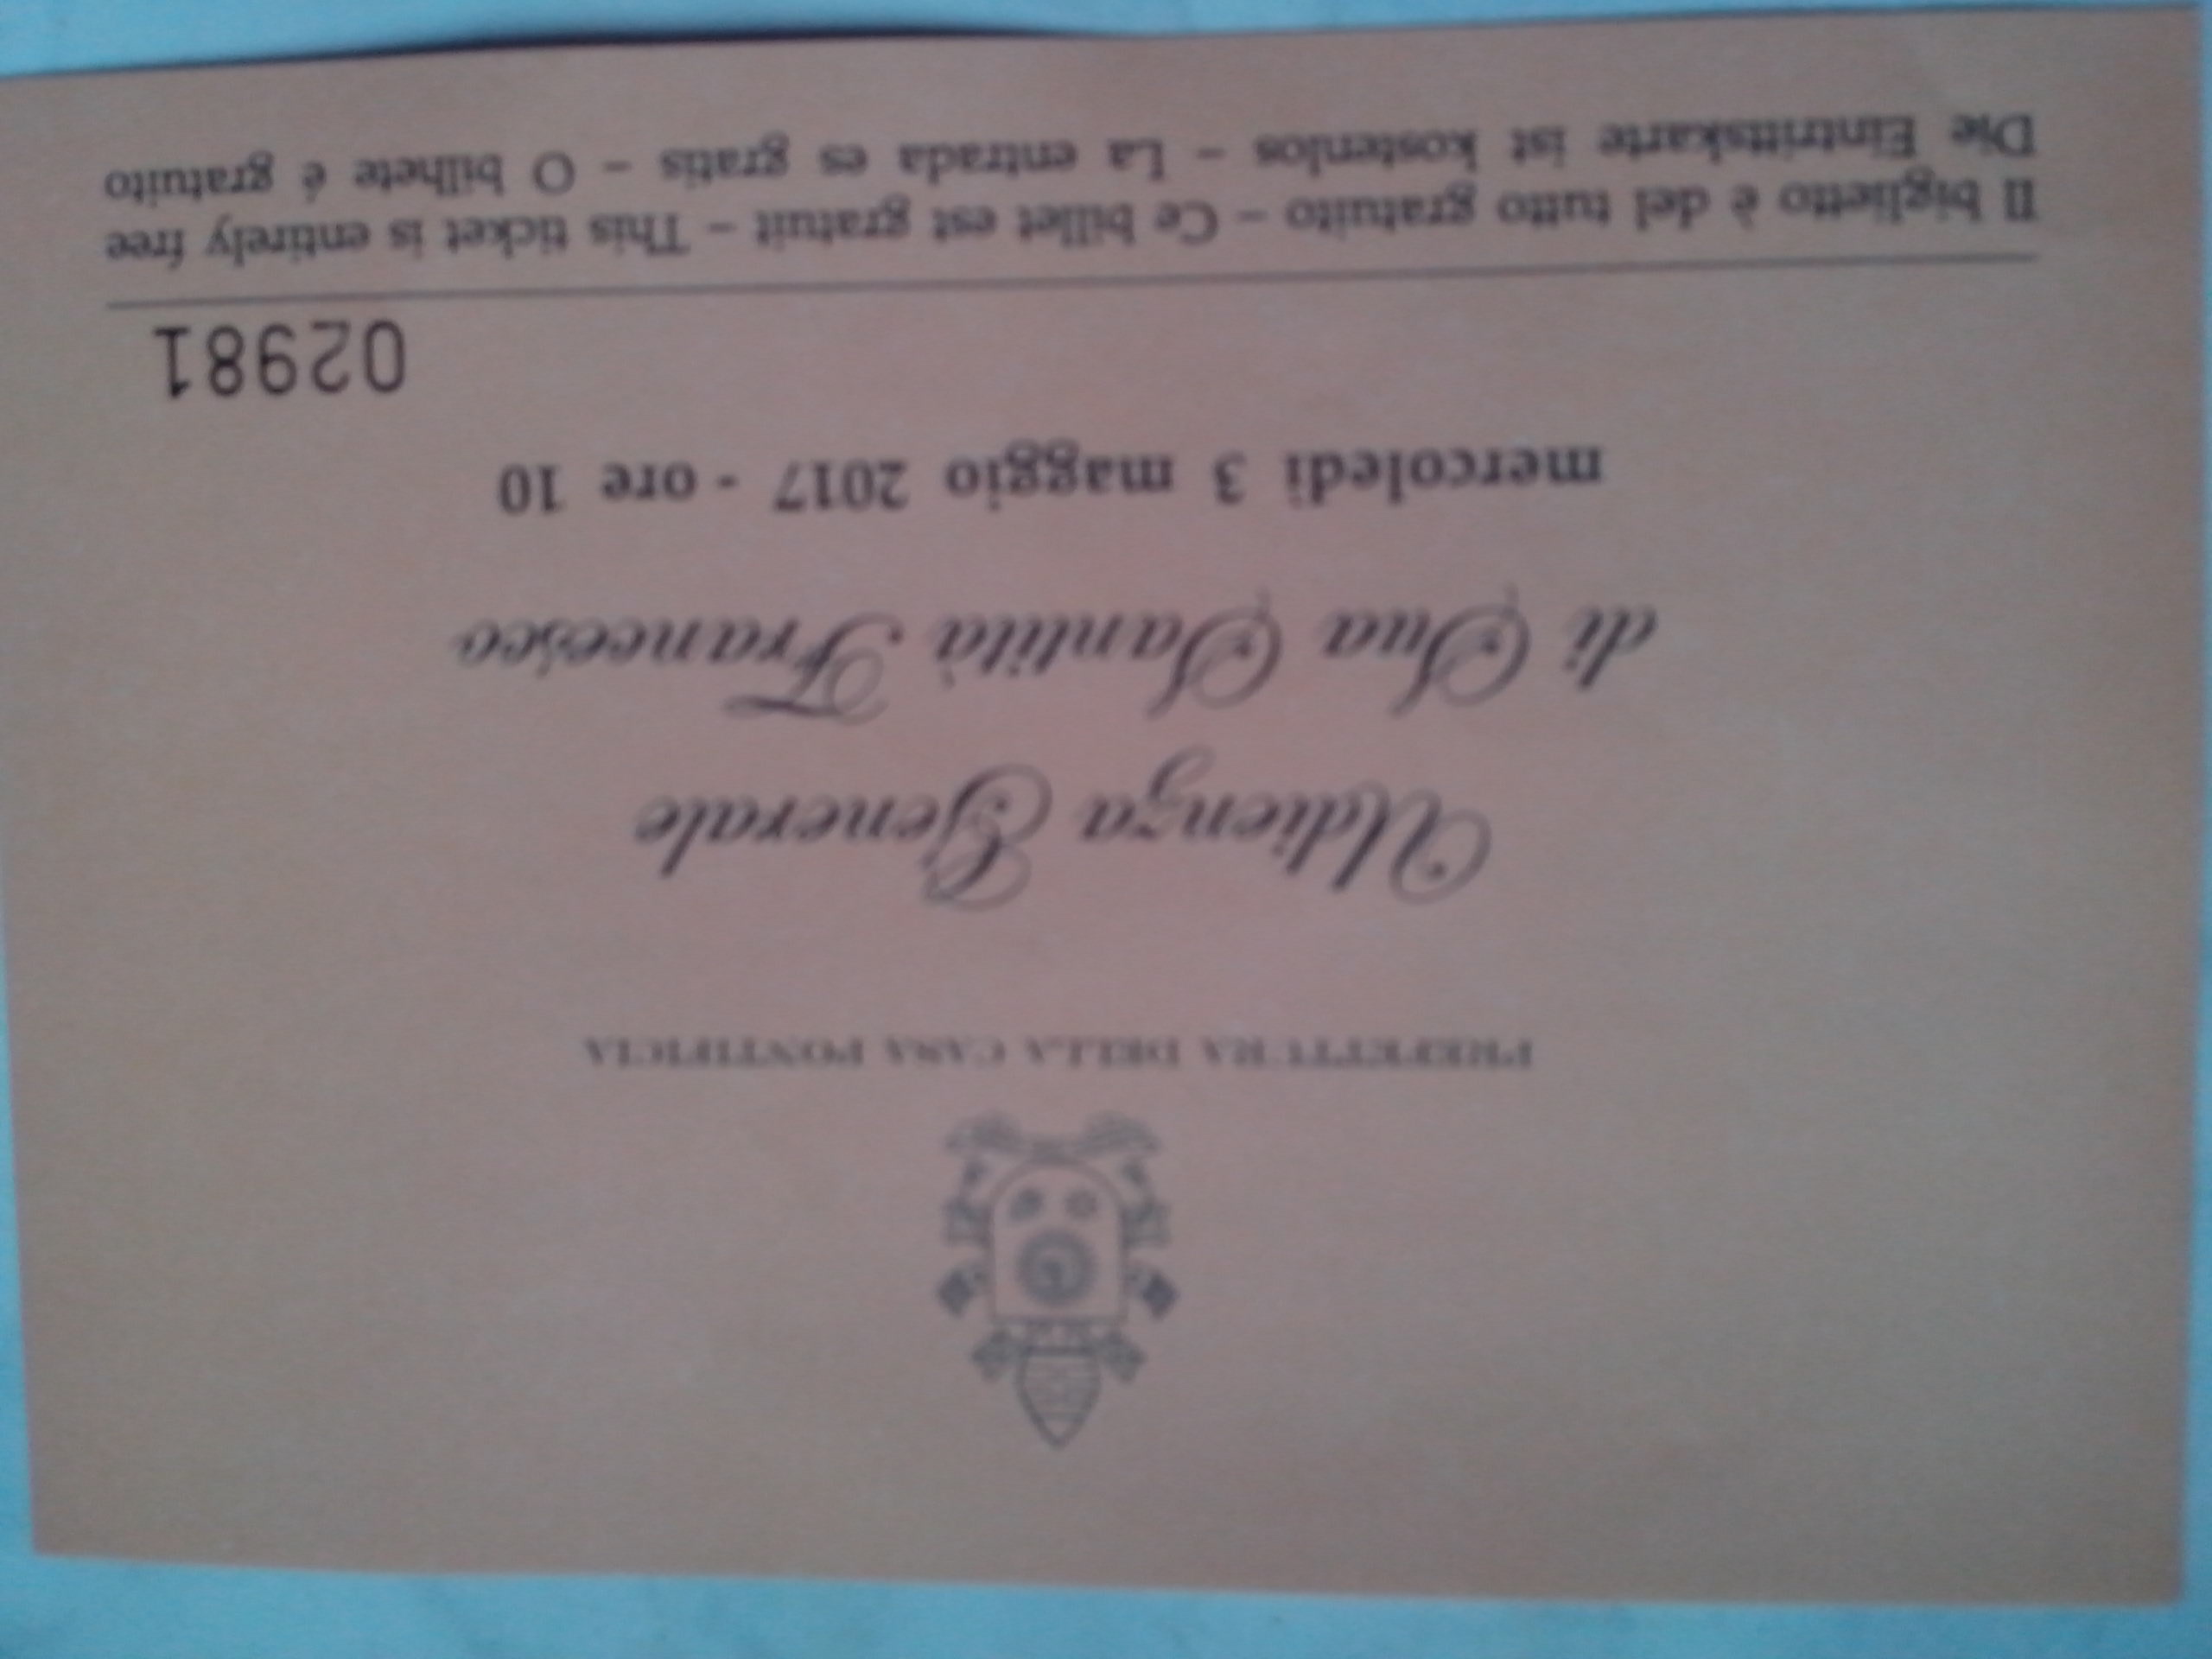 PREFETTURA DELLA CASA PONTIFICIA
Udienza Generale
di Sua Santità Francesco
mercoledì 3 maggio 2017 - ore 10
02981
Il biglietto è del tutto gratuito – Ce billet est gratuit – This ticket is entirely free
Die Eintrittskarte ist kostenlos – La entrada es gratis – O bilhete é gratuito